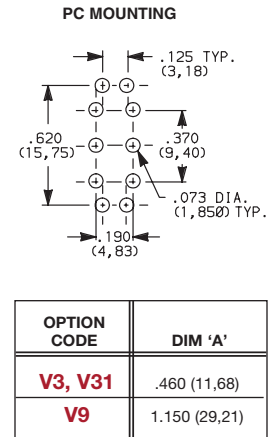 PC MOUNTING
.125 TYP.
(3,18)
.620
(15,75)
.370
(9,40)
.073 DIA.
(1,850) TYP.
.190
(4,83)
OPTION CODE
DIM ‘A’
V3, V31
.460 (11,68)
V9
1.150 (29,21)